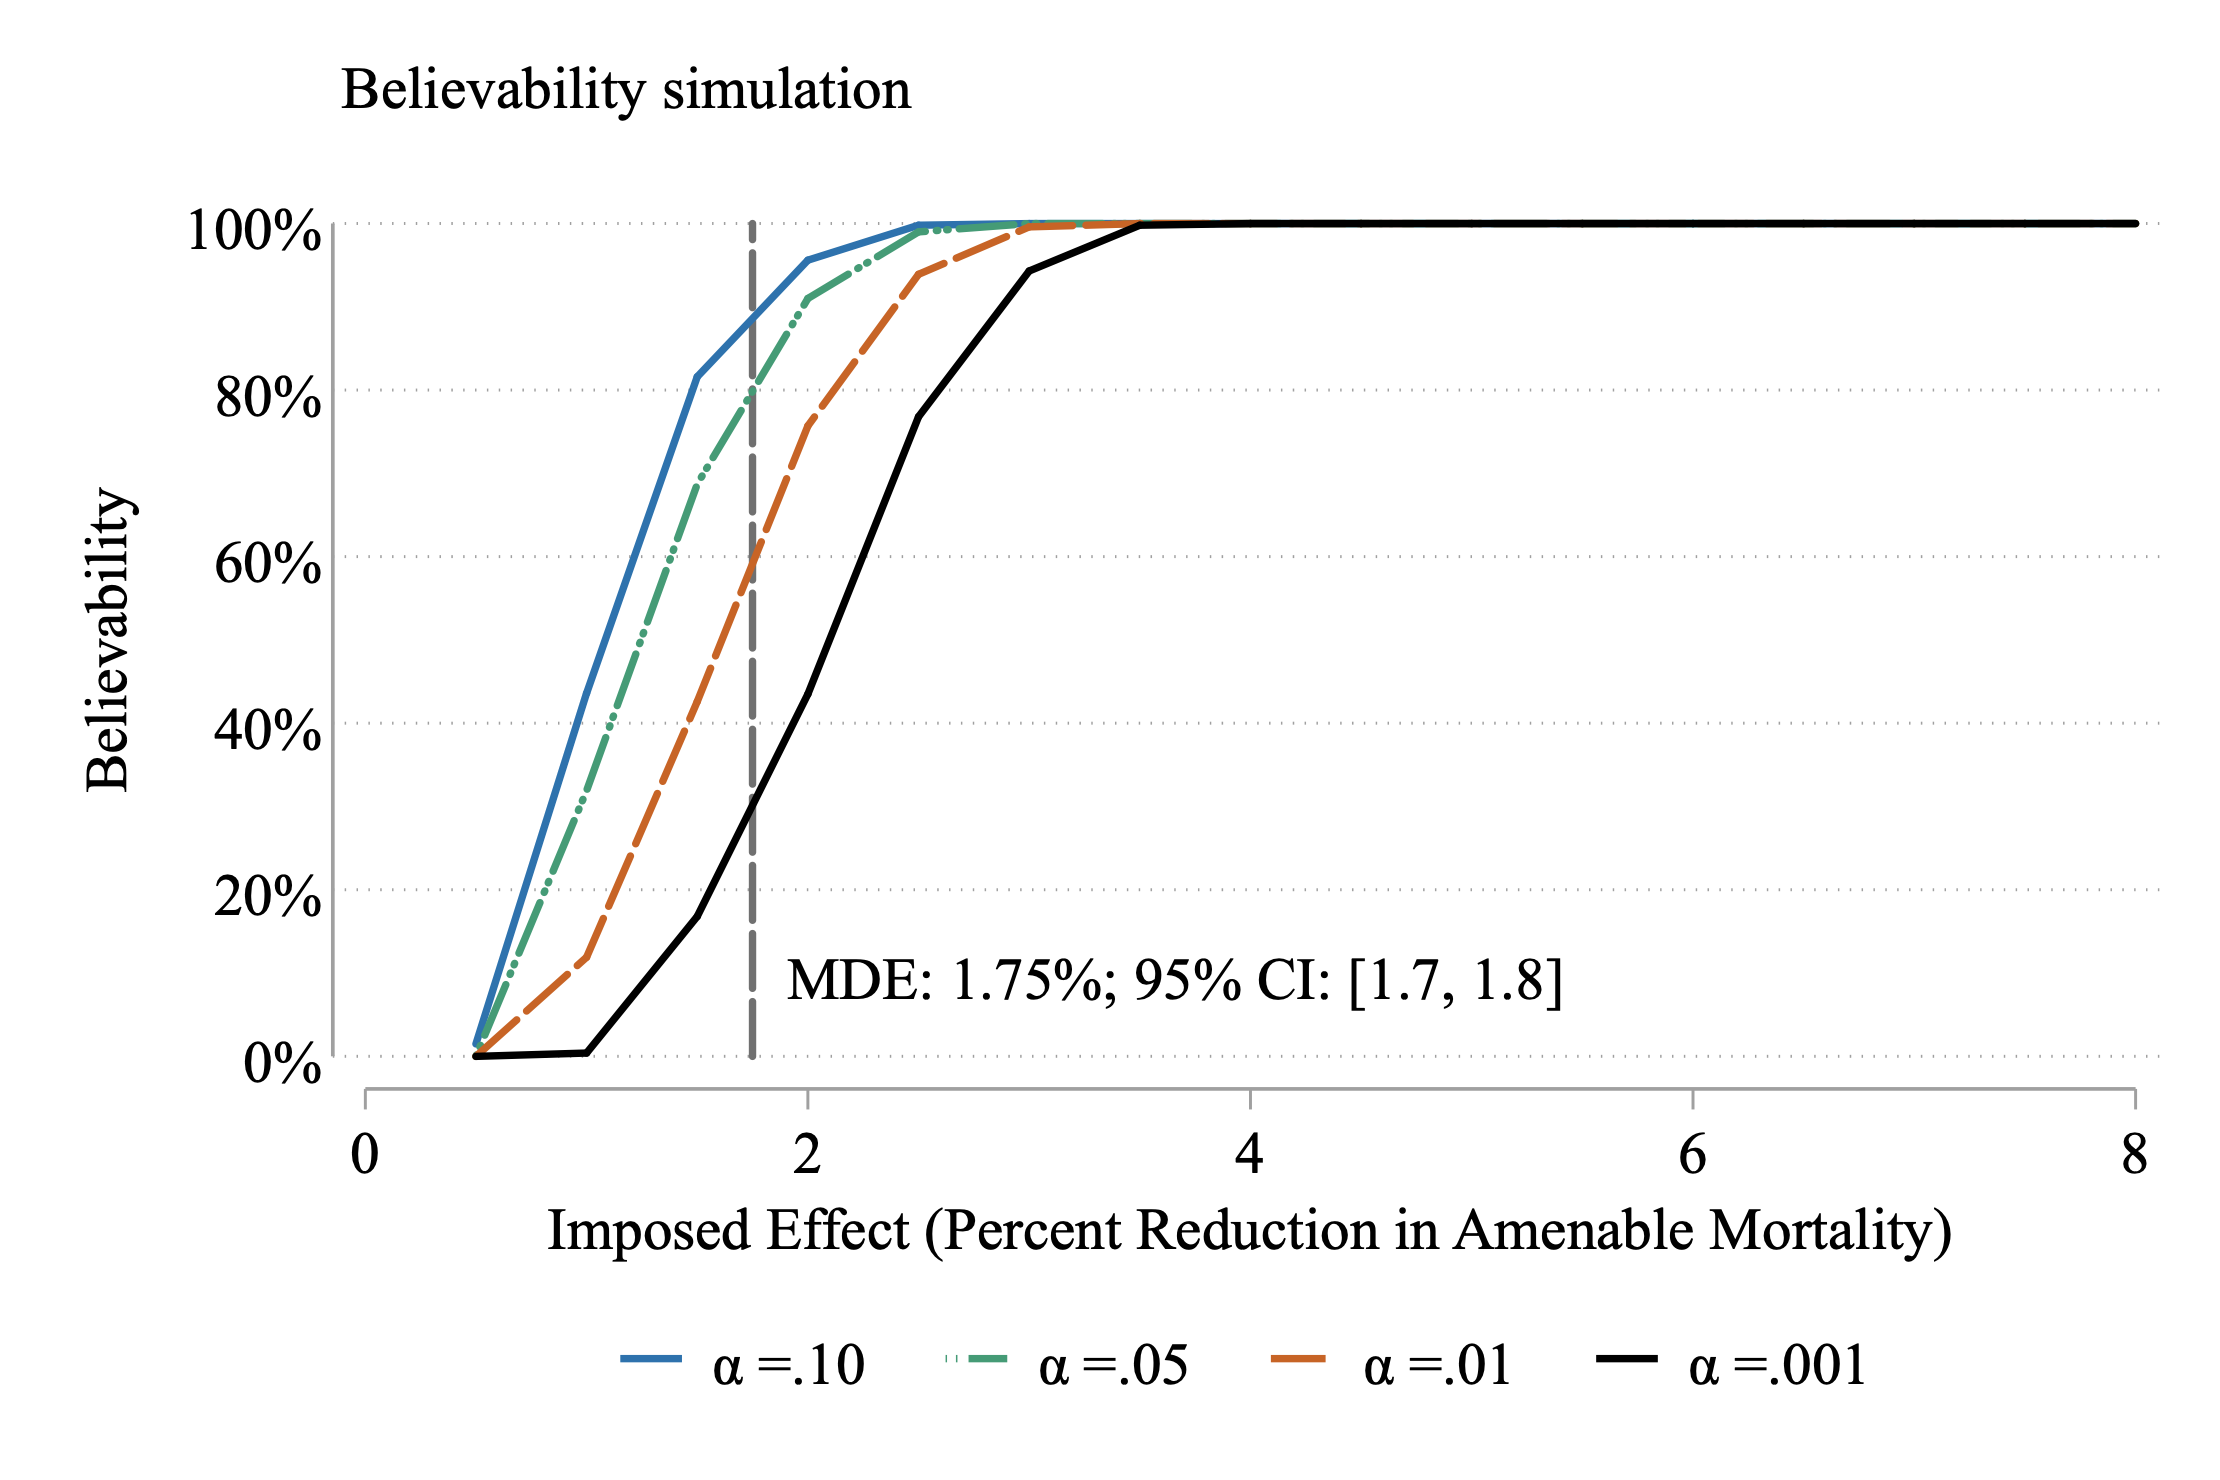 Believability simulation
100%
80%
60%
40%
20%
0%
Believability
MDE: 1.75%; 95% CI: [1.7, 1.8]
0 2 4 6 8
Imposed Effect (Percent Reduction in Amenable Mortality)
α =.10 α =.05 α =.01 α =.001